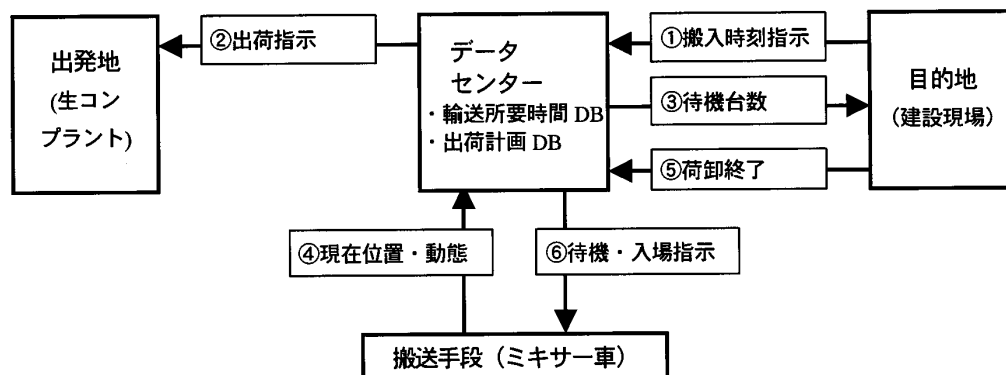 ②出荷指示
①搬入時刻指示
出発地
(生コン
プラント)
データ
センター
・輸送所要時間 DB
・出荷計画 DB
③待機台数
目的地
(建設現場)
⑤荷卸終了
④現在位置・動態
⑥待機・入場指示
搬送手段（ミキサー車）